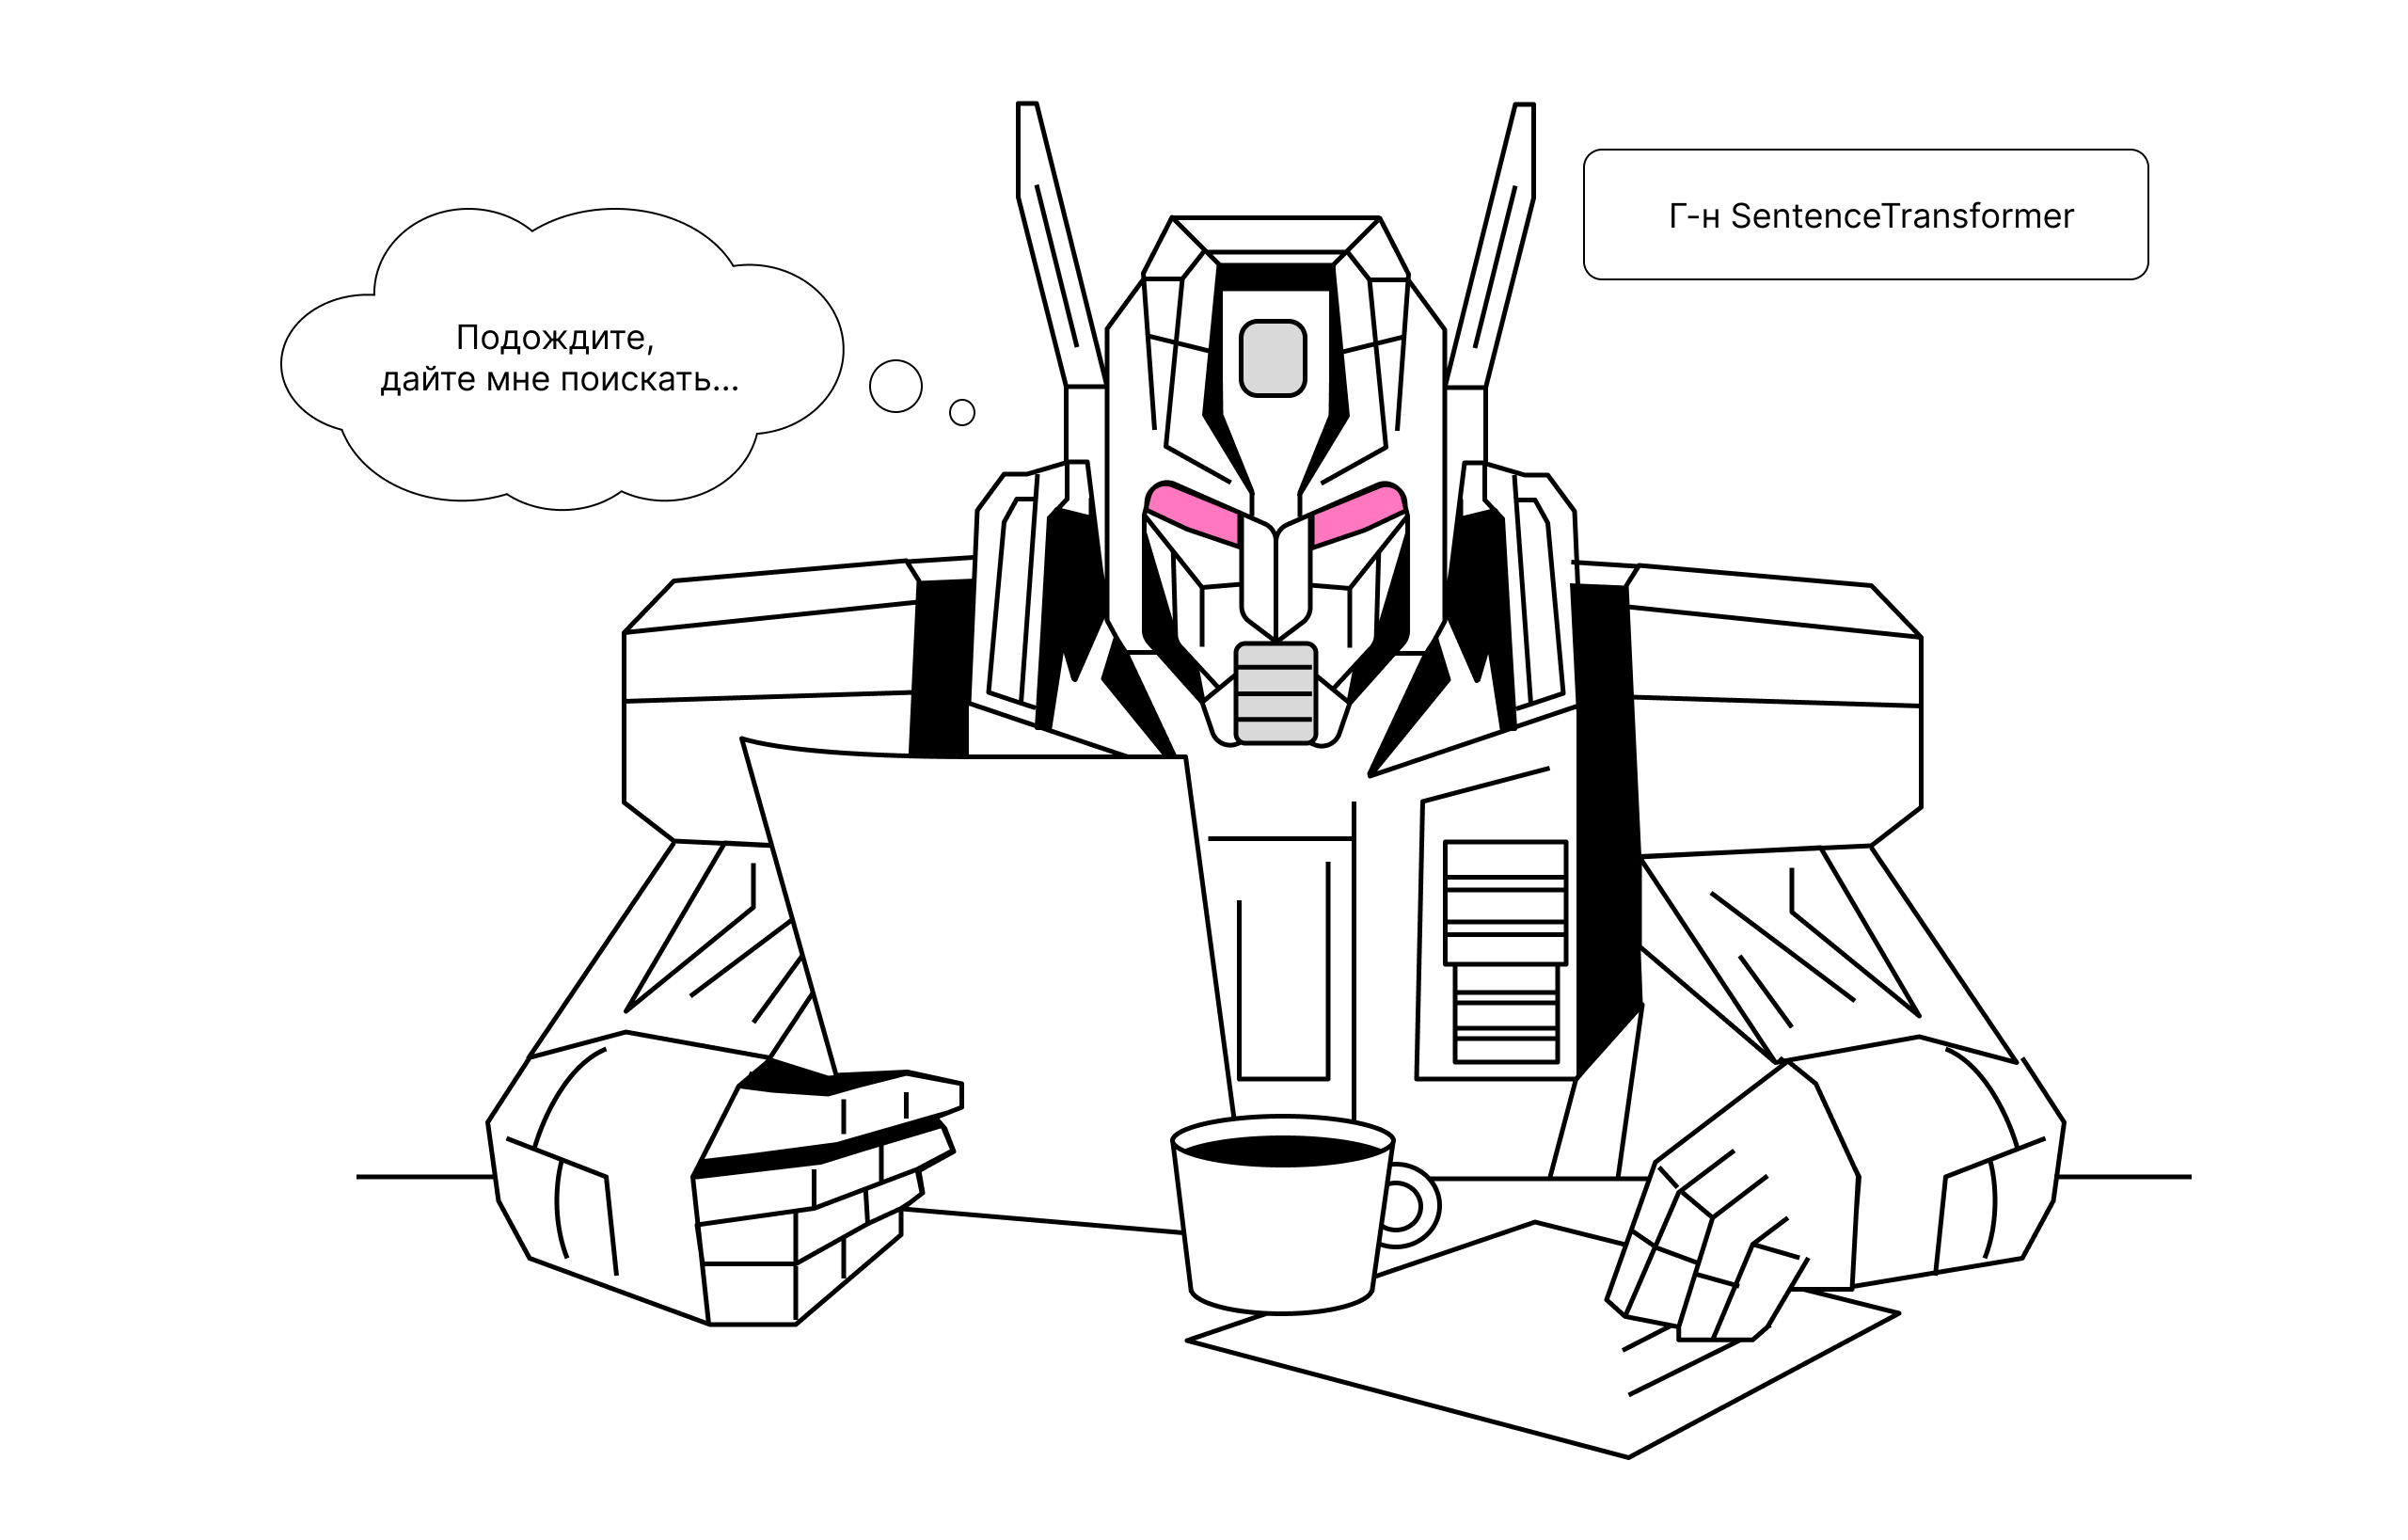 Подождите,
дайте мне поискать...
Г-н SentenceTransformer